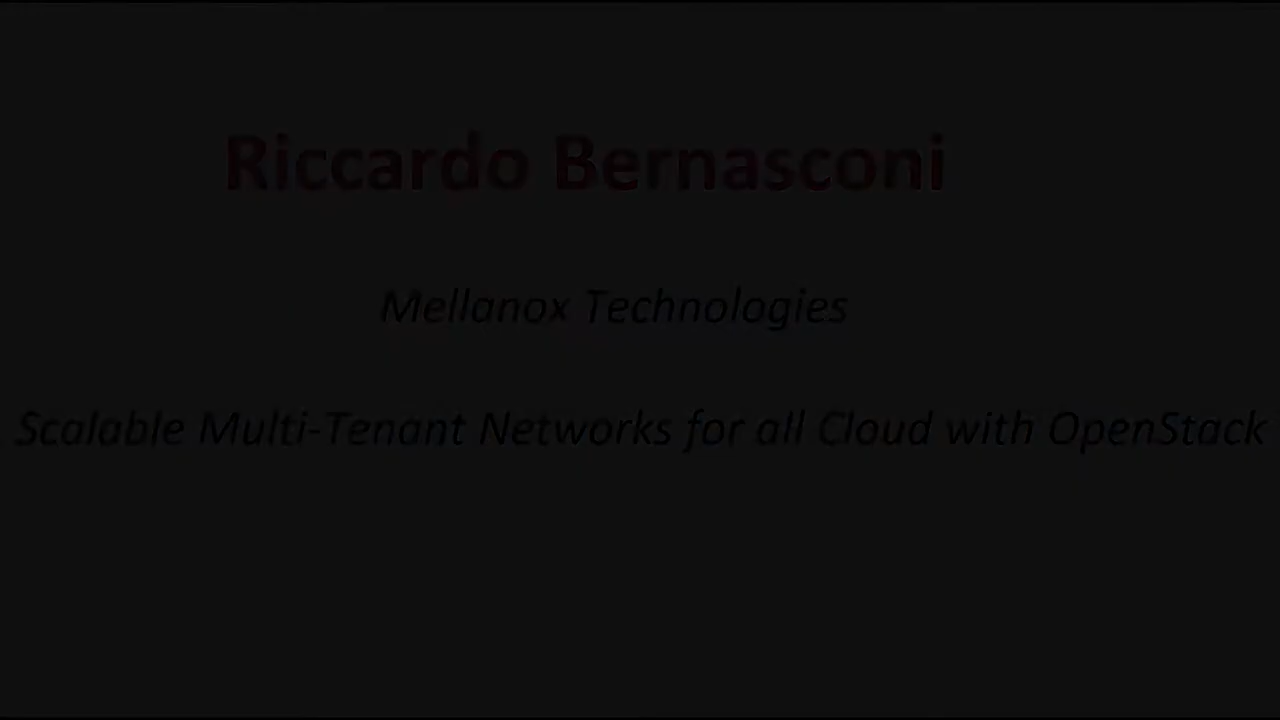 Riccardo Bernasconi
Mellanox Technologies
Scalable Multi-Tenant Networks for all Cloud with OpenStack